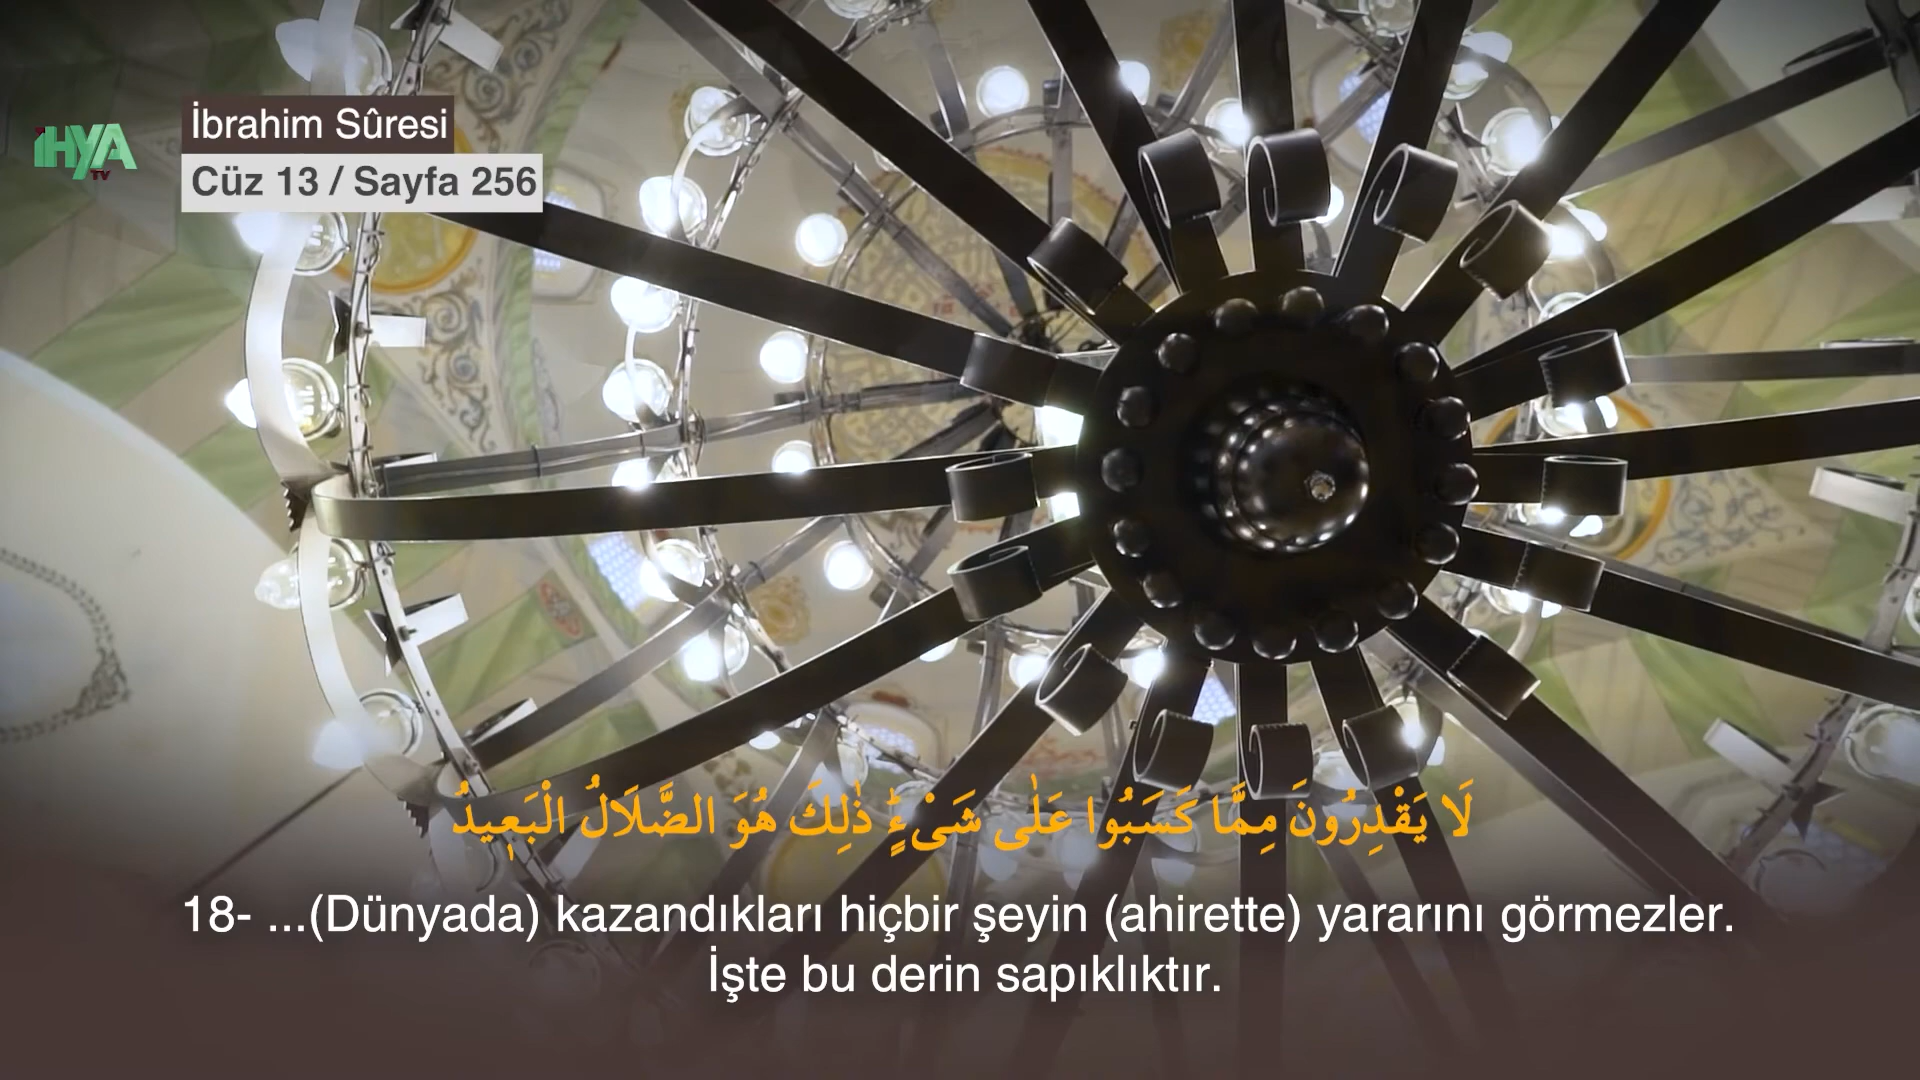 iHYA
TV
İbrahim Sûresi
Cüz 13 / Sayfa 256
لَا يَقْدِرُونَ مِمَّا كَسَبُوا عَلٰى شَىْءٍؕ ذٰلِكَ هُوَ الضَّلَالُ الْبَعٖيدُ
18- ...(Dünyada) kazandıkları hiçbir şeyin (ahirette) yararını görmezler.
İşte bu derin sapıklıktır.